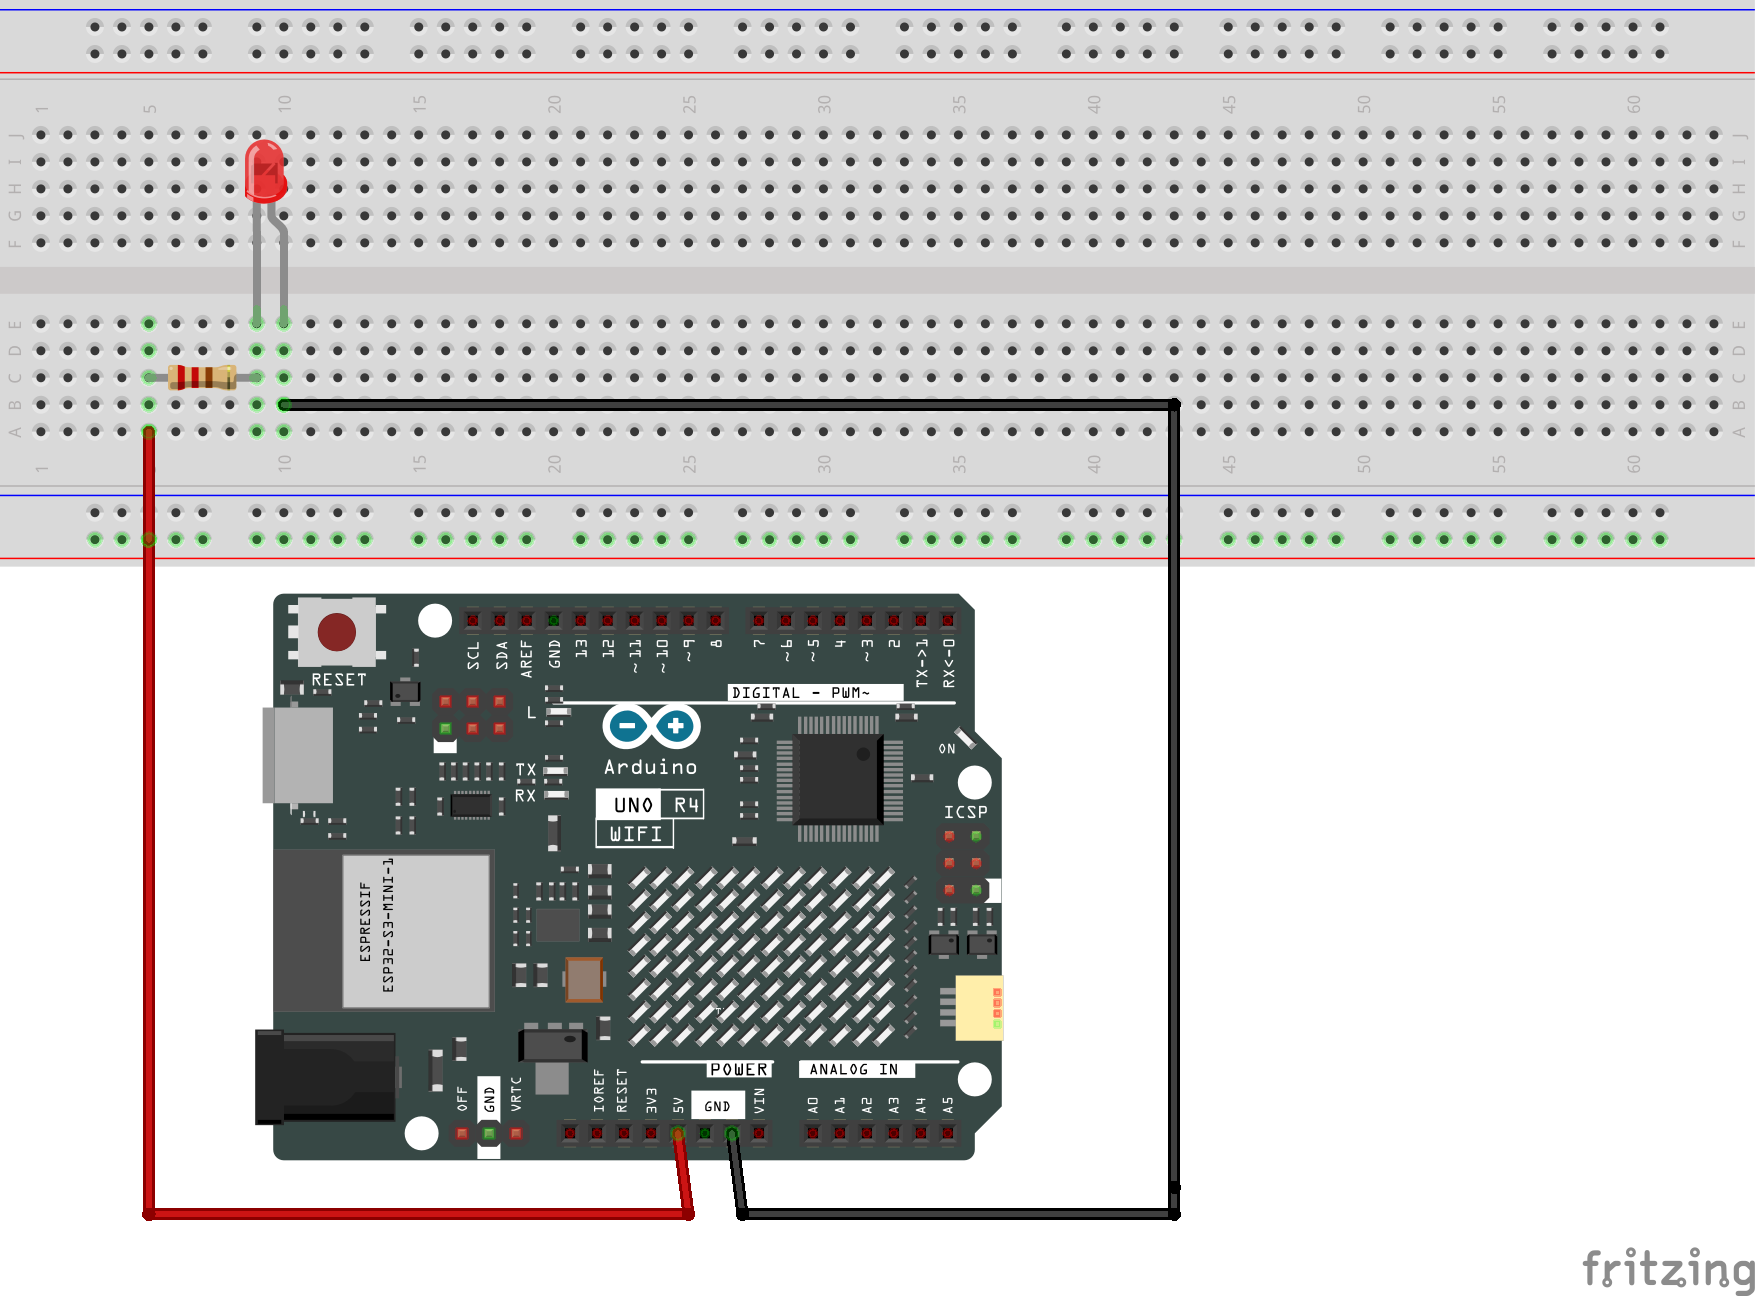 1 5 10 15 20 25 30 35 40 45 50 55 60
J J
I I
H H
G G
F F
E E
D D
C C
B B
A A
1 10 15 20 25 30 35 40 45 50 55 60
RESET
SCL SDA AREF GND 13 12 ~11 ~10 ~9 8 7 ~6 ~5 4 ~3 2 TX->1 RX<-0
DIGITAL - PWM~
L
ON
Arduino
TX
RX
UNO R4
WIFI
ICSP
ESPRESSIF
ESP32-S3-MINI-1
POWER ANALOG IN
OFF GND VRTC IOREF RESET 3V3 5V GND VIN A0 A1 A2 A3 A4 A5
fritzing